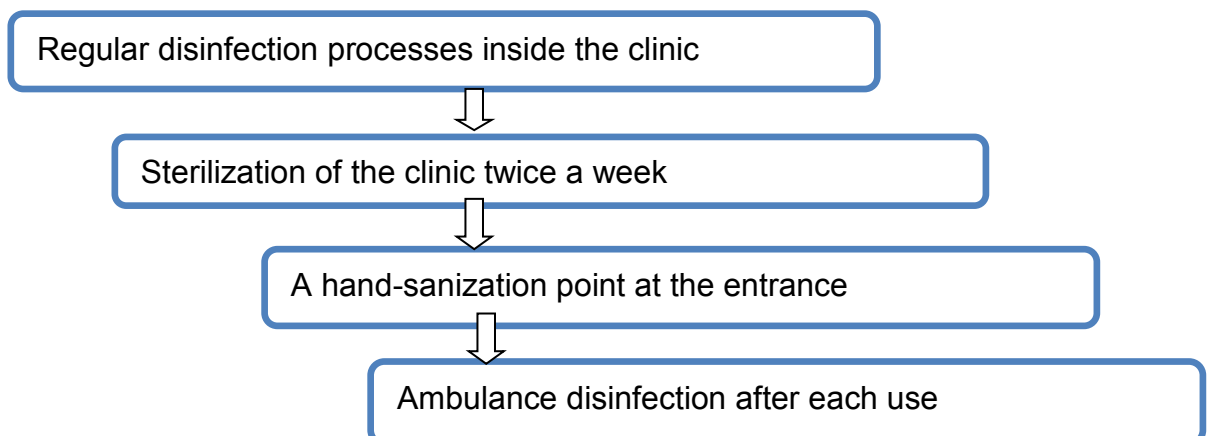 Regular disinfection processes inside the clinic
Sterilization of the clinic twice a week
A hand-sanization point at the entrance
Ambulance disinfection after each use